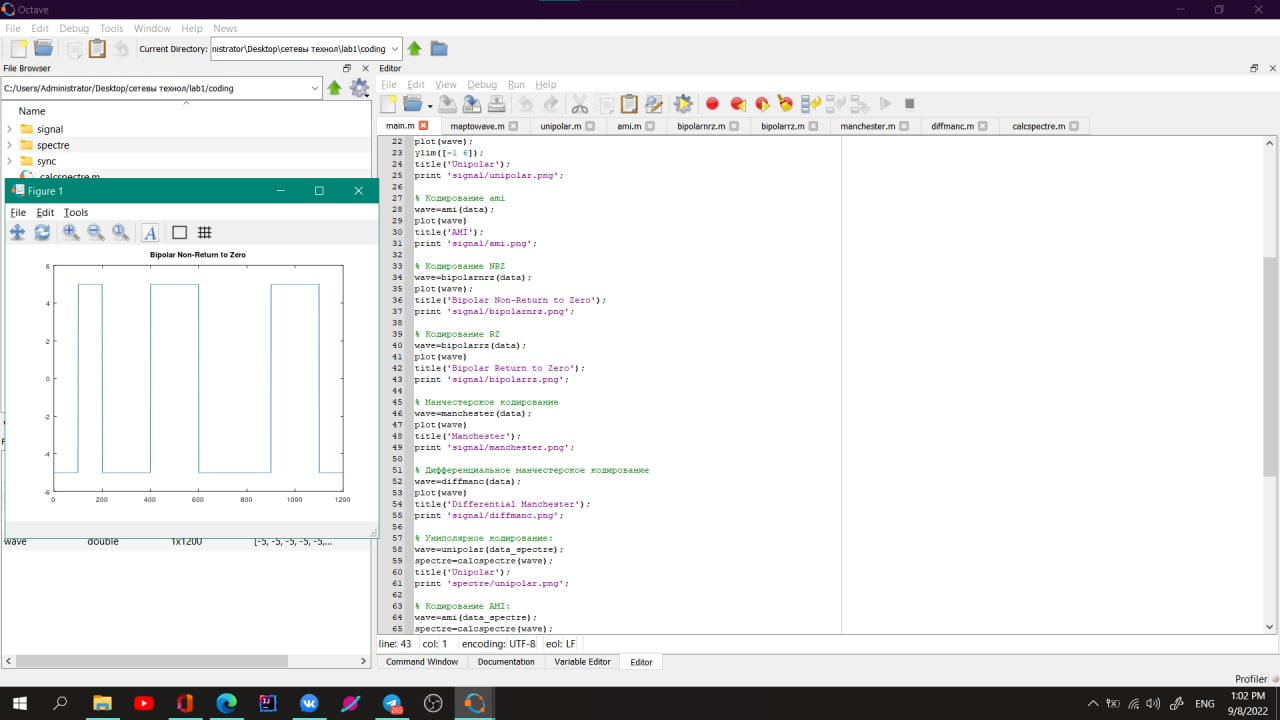 Octave
File Edit Debug Tools Window Help News
Current Directory: nistrator\Desktop\сетевы технол\lab1\coding
File Browser
C:/Users/Administrator/Desktop/сетевы технол/lab1/coding
Name
signal
spectre
sync
calcspectre.m
Figure 1
File Edit Tools
Bipolar Non-Return to Zero
6
4
2
0
-2
-4
-6
0 200 400 600 800 1000 1200
wave double 1x1200 [-5, -5, -5, -5, -5,...
Editor
File Edit View Debug Run Help
main.m maptowave.m unipolar.m ami.m bipolarnrz.m bipolarrz.m manchester.m diffmanc.m calcspectre.m
22 plot(wave);
23 ylim([-1 6]);
24 title('Unipolar');
25 print 'signal/unipolar.png';
26
27 % Кодирование ami
28 wave=ami(data);
29 plot(wave)
30 title('AMI');
31 print 'signal/ami.png';
32
33 % Кодирование NRZ
34 wave=bipolarnrz(data);
35 plot(wave);
36 title('Bipolar Non-Return to Zero');
37 print 'signal/bipolarnrz.png';
38
39 % Кодирование RZ
40 wave=bipolarrz(data);
41 plot(wave)
42 title('Bipolar Return to Zero');
43 print 'signal/bipolarrz.png';
44
45 % Манчестерское кодирование
46 wave=manchester(data);
47 plot(wave)
48 title('Manchester');
49 print 'signal/manchester.png';
50
51 % Дифференциальное манчестерское кодирование
52 wave=diffmanc(data);
53 plot(wave)
54 title('Differential Manchester');
55 print 'signal/diffmanc.png';
56
57 % Униполярное кодирование:
58 wave=unipolar(data_spectre);
59 spectre=calcspectre(wave);
60 title('Unipolar');
61 print 'spectre/unipolar.png';
62
63 % Кодирование AMI:
64 wave=ami(data_spectre);
65 spectre=calcspectre(wave);
line: 43 col: 1 encoding: UTF-8 eol: LF
Command Window Documentation Variable Editor Editor
Profiler
265
ENG
1:02 PM
9/8/2022